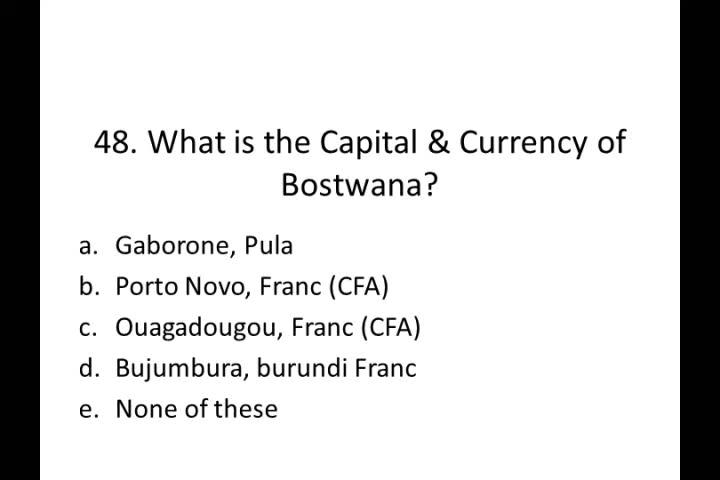 48. What is the Capital & Currency of
Bostwana?
a. Gaborone, Pula
b. Porto Novo, Franc (CFA)
c. Ouagadougou, Franc (CFA)
d. Bujumbura, burundi Franc
e. None of these